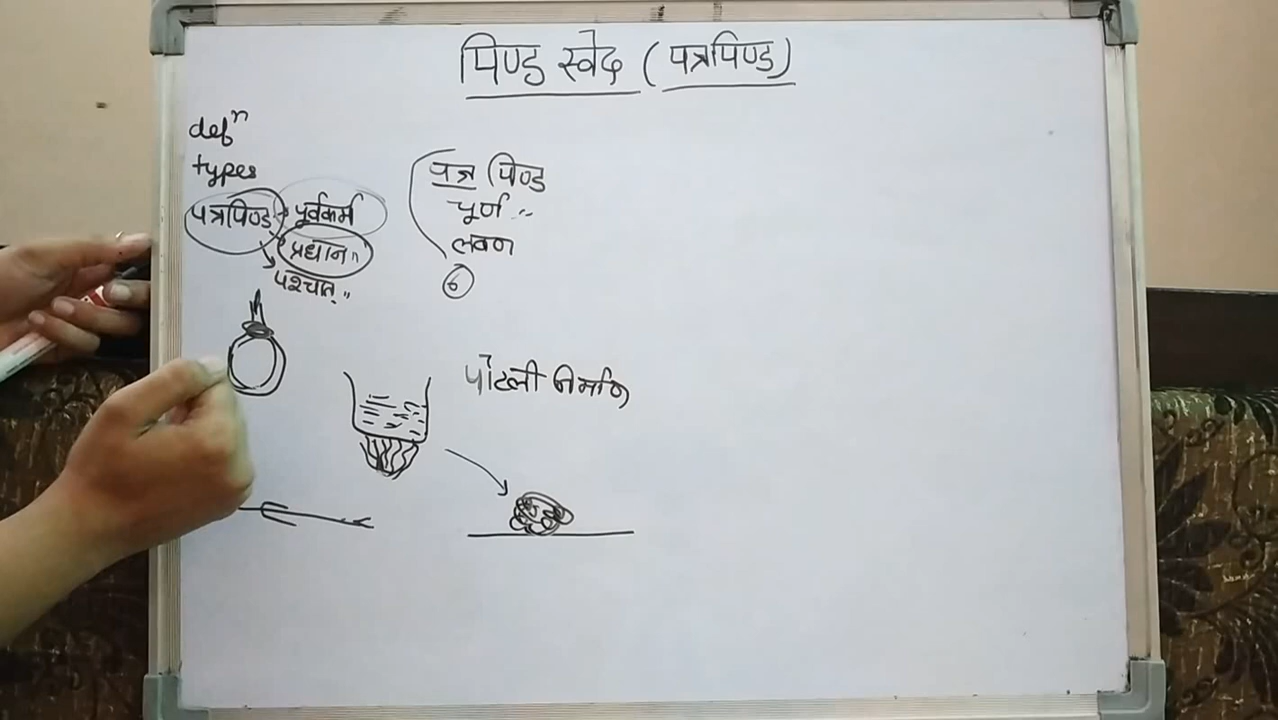 पिण्ड स्वेद (पत्रपिण्ड)
defⁿ
types
पत्रपिण्ड → पूर्वकर्म
प्रधान "
पश्चात् "
पत्र पिण्ड
चूर्ण "
लवण
6
पोटली निर्माण